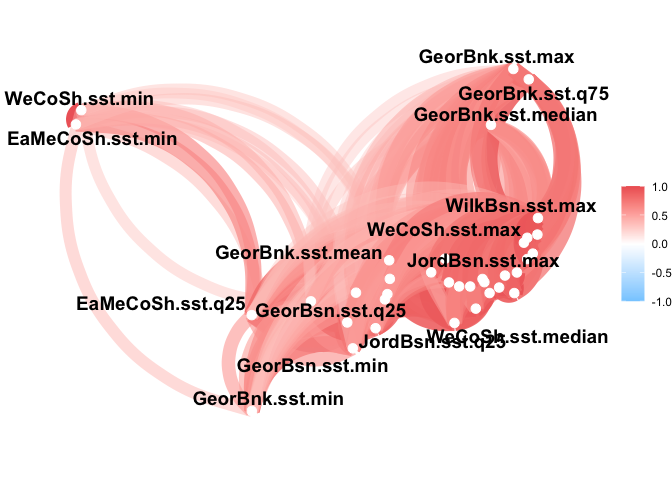 GeorBnk.sst.max
WeCoSh.sst.min
GeorBnk.sst.q75
GeorBnk.sst.median
EaMeCoSh.sst.min
WilkBsn.sst.max
WeCoSh.sst.max
GeorBnk.sst.mean
JordBsn.sst.max
EaMeCoSh.sst.q25
GeorBsn.sst.q25
WeCoSh.sst.median
JordBsn.sst.q25
GeorBsn.sst.min
GeorBnk.sst.min
1.0
0.5
0.0
-0.5
-1.0